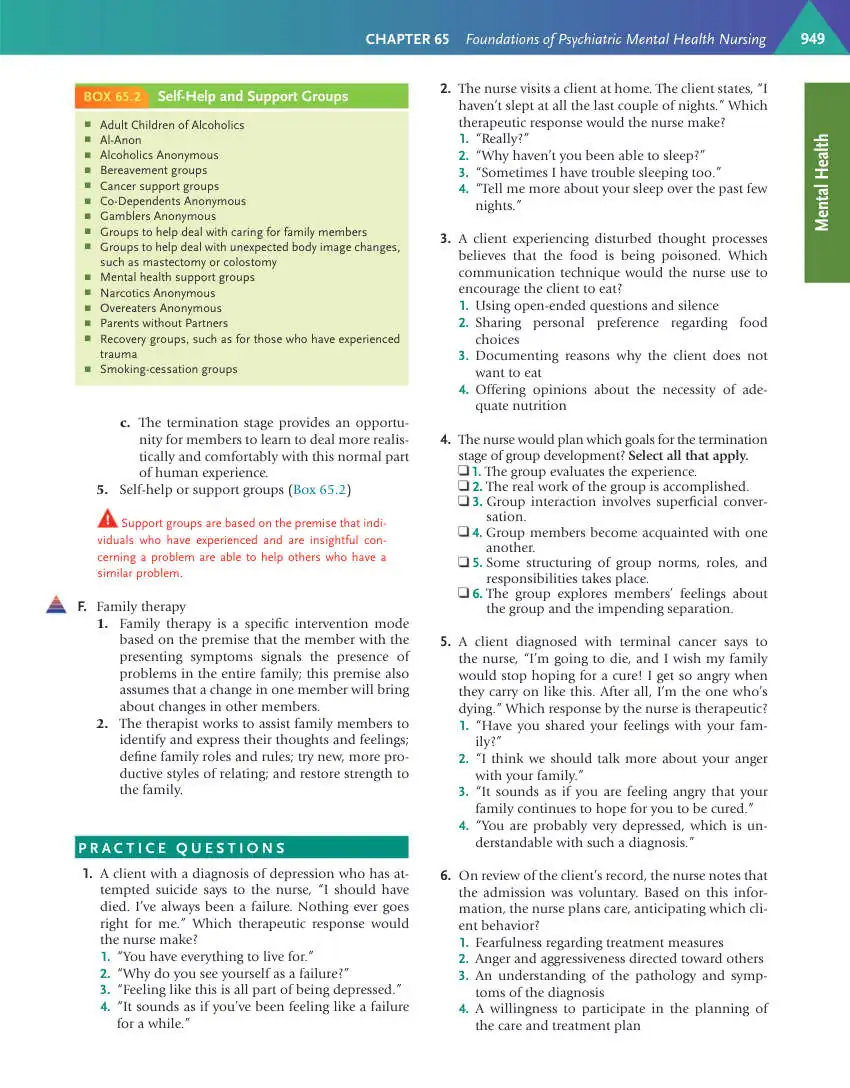 CHAPTER 65 Foundations of Psychiatric Mental Health Nursing 949
BOX 65.2 Self-Help and Support Groups
■ Adult Children of Alcoholics
■ Al-Anon
■ Alcoholics Anonymous
■ Bereavement groups
■ Cancer support groups
■ Co-Dependents Anonymous
■ Gamblers Anonymous
■ Groups to help deal with caring for family members
■ Groups to help deal with unexpected body image changes,
such as mastectomy or colostomy
■ Mental health support groups
■ Narcotics Anonymous
■ Overeaters Anonymous
■ Parents without Partners
■ Recovery groups, such as for those who have experienced
trauma
■ Smoking-cessation groups
c. The termination stage provides an opportu-
nity for members to learn to deal more realis-
tically and comfortably with this normal part
of human experience.
5. Self-help or support groups (Box 65.2)
Support groups are based on the premise that indi-
viduals who have experienced and are insightful con-
cerning a problem are able to help others who have a
similar problem.
F. Family therapy
1. Family therapy is a specific intervention mode
based on the premise that the member with the
presenting symptoms signals the presence of
problems in the entire family; this premise also
assumes that a change in one member will bring
about changes in other members.
2. The therapist works to assist family members to
identify and express their thoughts and feelings;
define family roles and rules; try new, more pro-
ductive styles of relating; and restore strength to
the family.
PRACTICE QUESTIONS
1. A client with a diagnosis of depression who has at-
tempted suicide says to the nurse, “I should have
died. I’ve always been a failure. Nothing ever goes
right for me.” Which therapeutic response would
the nurse make?
1. “You have everything to live for.”
2. “Why do you see yourself as a failure?”
3. “Feeling like this is all part of being depressed.”
4. “It sounds as if you’ve been feeling like a failure
for a while.”
2. The nurse visits a client at home. The client states, “I
haven’t slept at all the last couple of nights.” Which
therapeutic response would the nurse make?
1. “Really?”
2. “Why haven’t you been able to sleep?”
3. “Sometimes I have trouble sleeping too.”
4. “Tell me more about your sleep over the past few
nights.”
3. A client experiencing disturbed thought processes
believes that the food is being poisoned. Which
communication technique would the nurse use to
encourage the client to eat?
1. Using open-ended questions and silence
2. Sharing personal preference regarding food
choices
3. Documenting reasons why the client does not
want to eat
4. Offering opinions about the necessity of ade-
quate nutrition
4. The nurse would plan which goals for the termination
stage of group development? Select all that apply.
❑ 1. The group evaluates the experience.
❑ 2. The real work of the group is accomplished.
❑ 3. Group interaction involves superficial conver-
sation.
❑ 4. Group members become acquainted with one
another.
❑ 5. Some structuring of group norms, roles, and
responsibilities takes place.
❑ 6. The group explores members’ feelings about
the group and the impending separation.
5. A client diagnosed with terminal cancer says to
the nurse, “I’m going to die, and I wish my family
would stop hoping for a cure! I get so angry when
they carry on like this. After all, I’m the one who’s
dying.” Which response by the nurse is therapeutic?
1. “Have you shared your feelings with your fam-
ily?”
2. “I think we should talk more about your anger
with your family.”
3. “It sounds as if you are feeling angry that your
family continues to hope for you to be cured.”
4. “You are probably very depressed, which is un-
derstandable with such a diagnosis.”
6. On review of the client’s record, the nurse notes that
the admission was voluntary. Based on this infor-
mation, the nurse plans care, anticipating which cli-
ent behavior?
1. Fearfulness regarding treatment measures
2. Anger and aggressiveness directed toward others
3. An understanding of the pathology and symp-
toms of the diagnosis
4. A willingness to participate in the planning of
the care and treatment plan
Mental Health